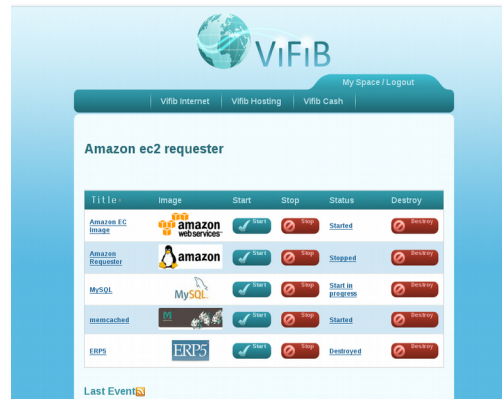 ViFiB
My Space / Logout
Vifib Internet Vifib Hosting Vifib Cash
Amazon ec2 requester
Title Image Start Stop Status Destroy
Amazon EC
Image
amazon
webservices
Start Stop Started Destroy
Amazon
Requester
amazon
Start Stop Stopped Destroy
MySQL
MySQL
Start Stop Start in
progress
Destroy
memcached
M
Start Stop Started Destroy
ERP5
ERP5
Start Stop Destroyed Destroy
Last Event